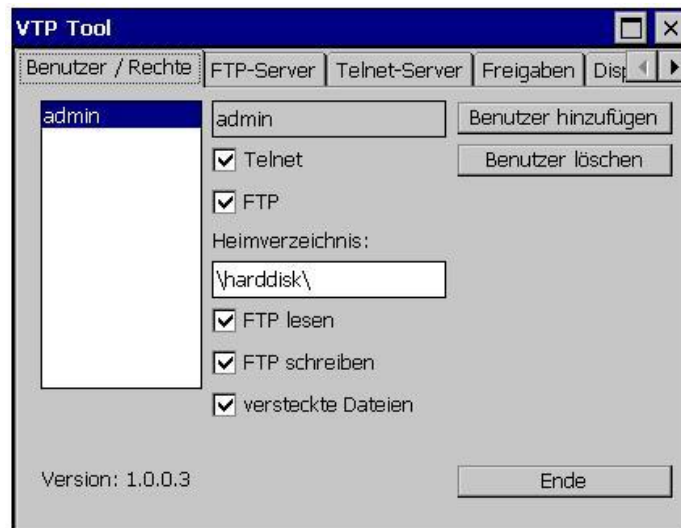 VTP Tool
Benutzer / Rechte FTP-Server Telnet-Server Freigaben
admin
admin
Benutzer hinzufügen
Telnet
Benutzer löschen
FTP
Heimverzeichnis:
\harddisk\
FTP lesen
FTP schreiben
versteckte Dateien
Version: 1.0.0.3
Ende